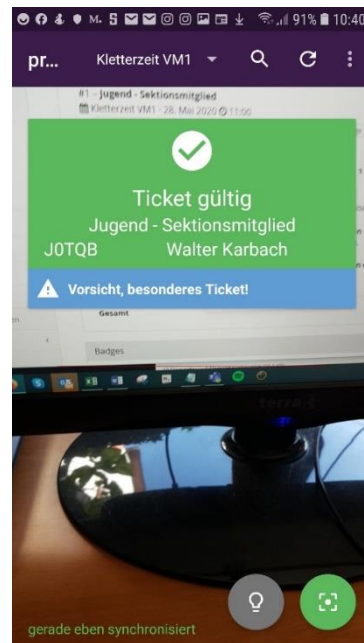 91% 10:40
pr... Kletterzeit VM1
#1 - Jugend - Sektionsmitglied
Kletterzeit VM1 - 28. Mai 2020 11:00
Ticket gültig
Jugend - Sektionsmitglied
J0TQB Walter Karbach
Vorsicht, besonderes Ticket!
Gesamt
Badges
terra
gerade eben synchronisiert